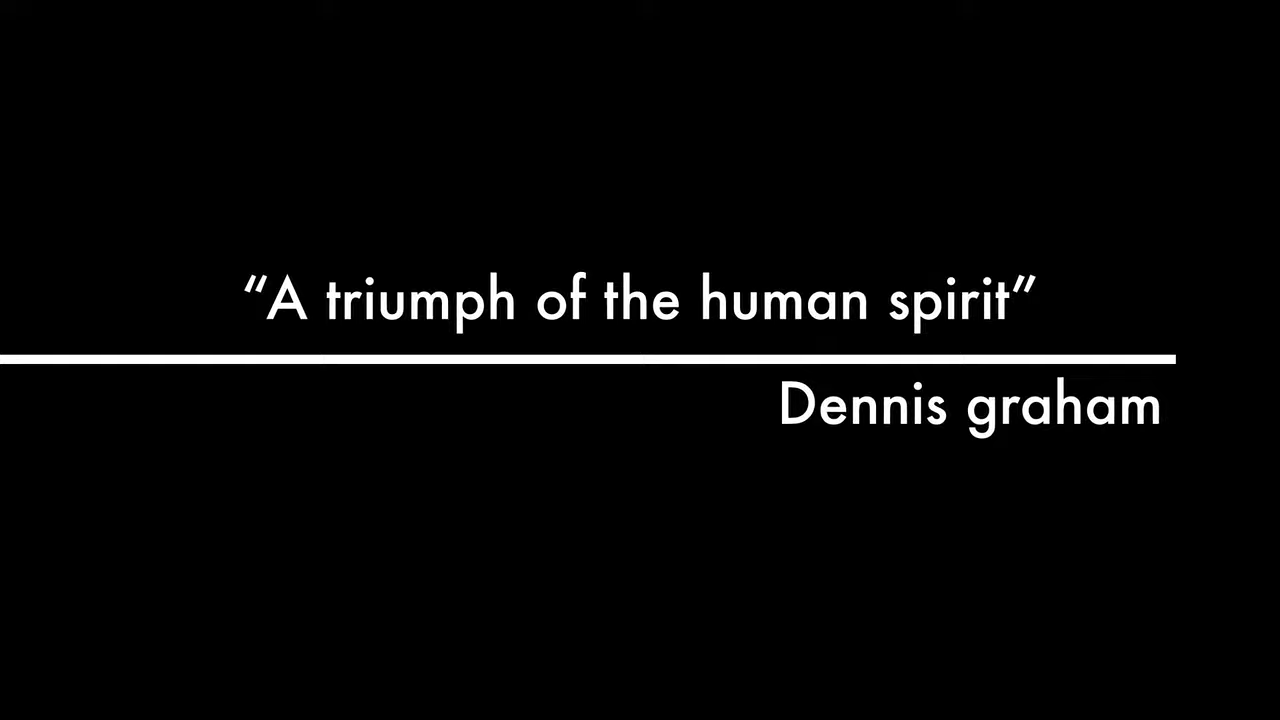 “A triumph of the human spirit”
Dennis graham